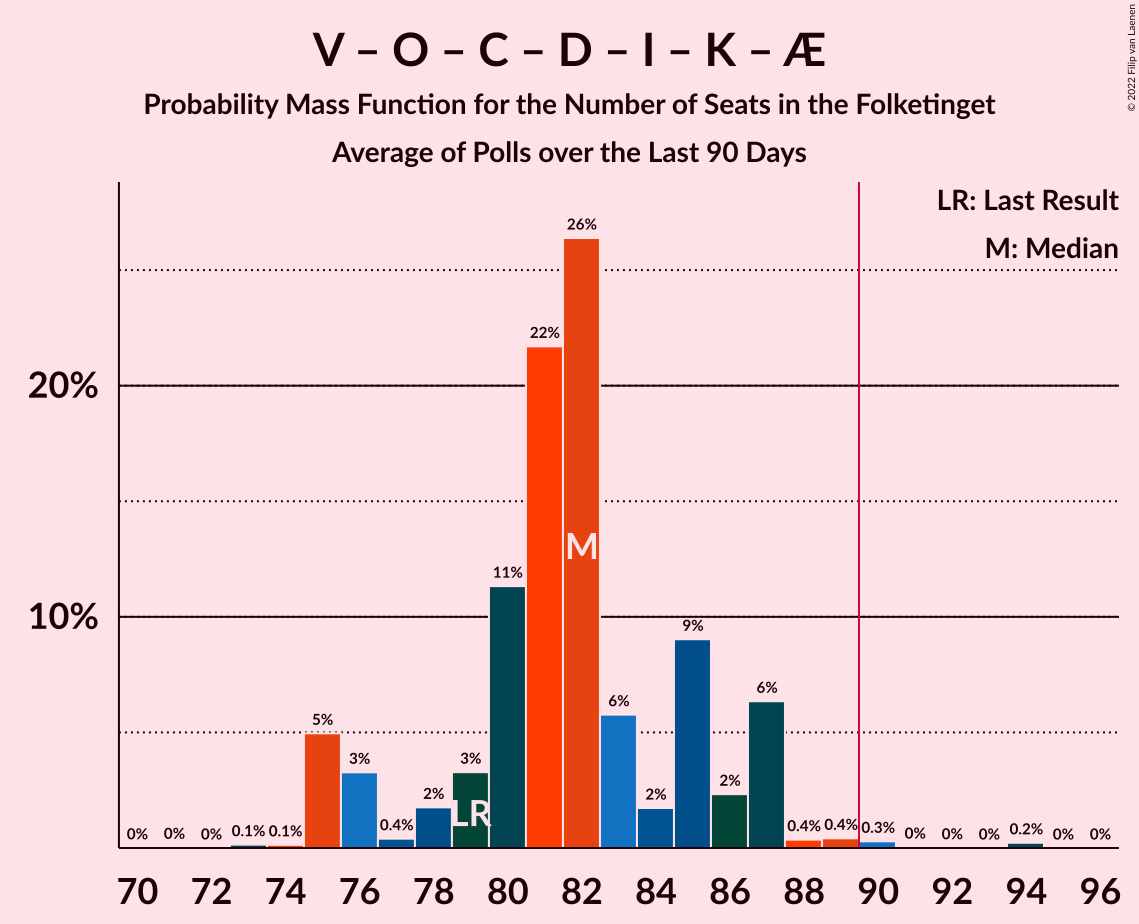 V – O – C – D – I – K – Æ
Probability Mass Function for the Number of Seats in the Folketinget
Average of Polls over the Last 90 Days
© 2022 Filip van Laenen
LR: Last Result
M: Median
20%
10%
0% 0% 0% 0.1% 0.1% 5% 3% 0.4% 2% 3% 11% 22% 26% 6% 2% 9% 2% 6% 0.4% 0.4% 0.3% 0% 0% 0% 0.2% 0% 0%
M
LR
70 72 74 76 78 80 82 84 86 88 90 92 94 96